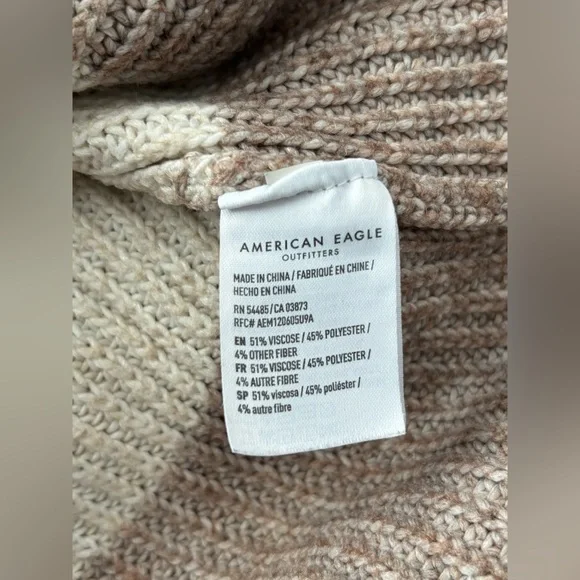 AMERICAN EAGLE
OUTFITTERS
MADE IN CHINA / FABRIQUÉ EN CHINE /
HECHO EN CHINA
RN 54485 / CA 03873
RFC# AEM120605U9A
EN 51% VISCOSE / 45% POLYESTER /
4% OTHER FIBER
FR 51% VISCOSE / 45% POLYESTER /
4% AUTRE FIBRE
SP 51% viscosa / 45% poliéster /
4% autre fibre